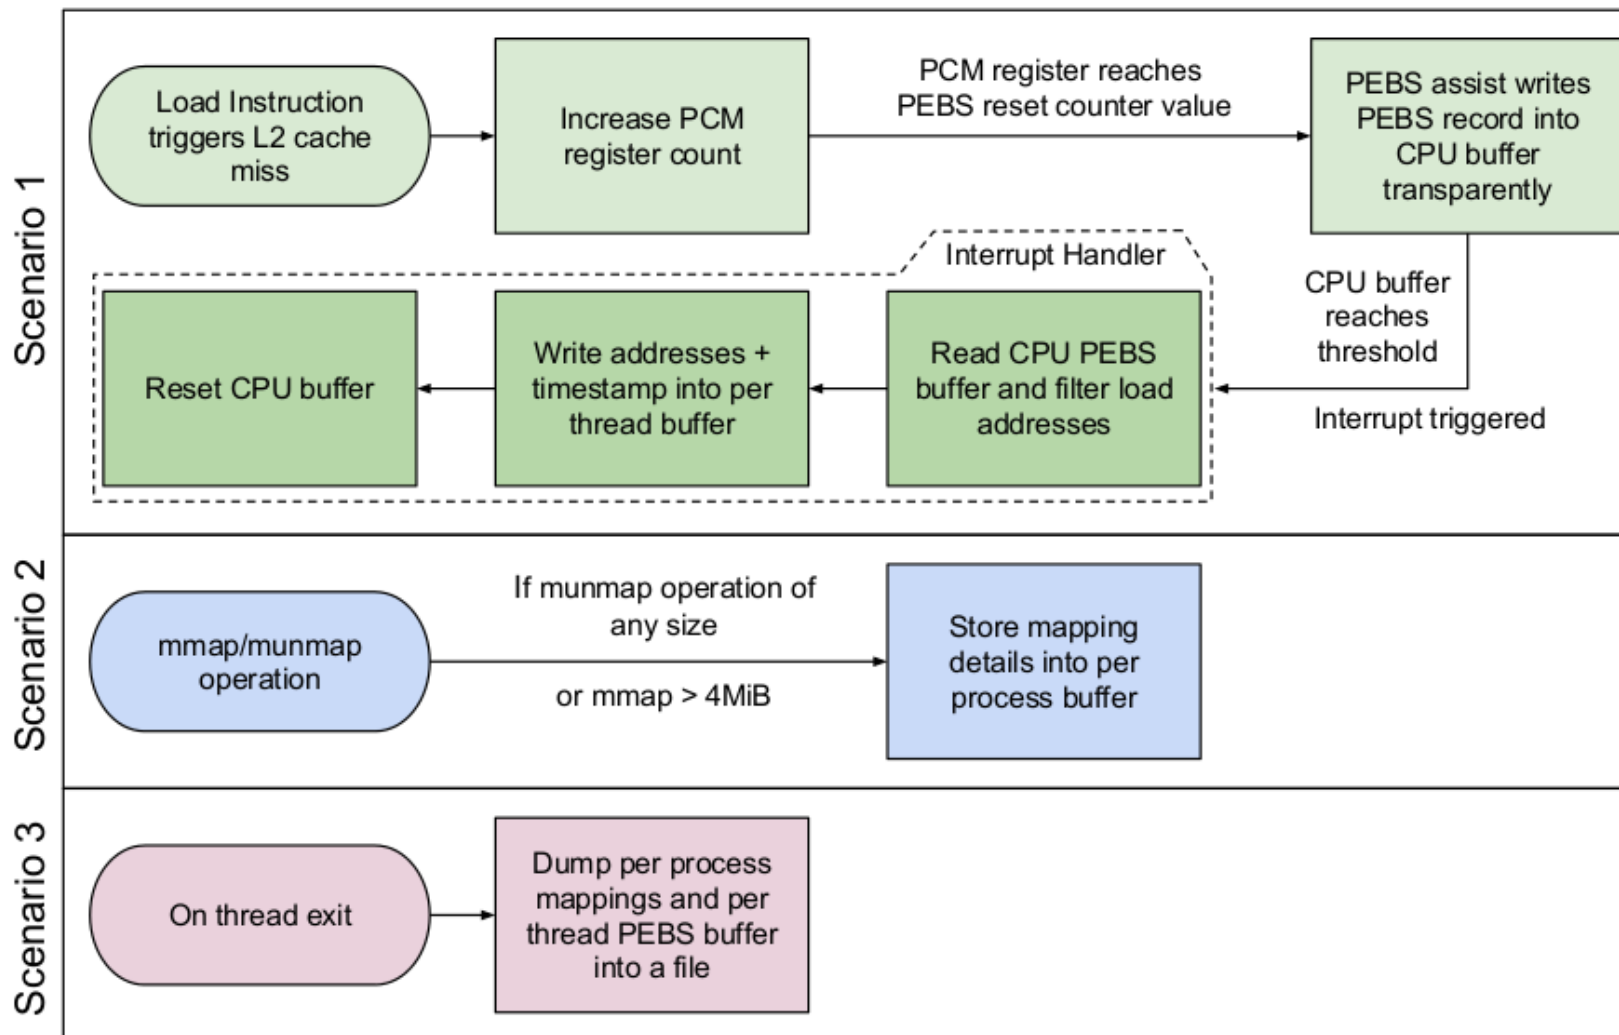 Scenario 1
Load Instruction
triggers L2 cache
miss
Increase PCM
register count
PCM register reaches
PEBS reset counter value
PEBS assist writes
PEBS record into
CPU buffer
transparently
CPU buffer
reaches
threshold
Interrupt triggered
Interrupt Handler
Read CPU PEBS
buffer and filter load
addresses
Write addresses +
timestamp into per
thread buffer
Reset CPU buffer
Scenario 2
mmap/munmap
operation
If munmap operation of
any size
or mmap > 4MiB
Store mapping
details into per
process buffer
Scenario 3
On thread exit
Dump per process
mappings and per
thread PEBS buffer
into a file